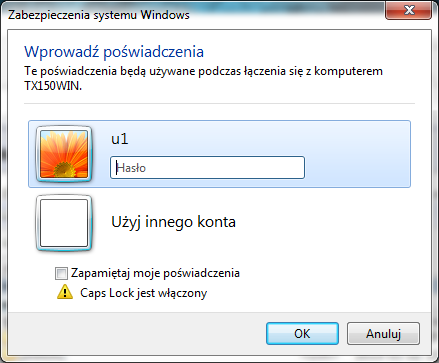 Zabezpieczenia systemu Windows
Wprowadź poświadczenia
Te poświadczenia będą używane podczas łączenia się z komputerem
TX150WIN.
u1
Hasło
Użyj innego konta
Zapamiętaj moje poświadczenia
Caps Lock jest włączony
OK
Anuluj